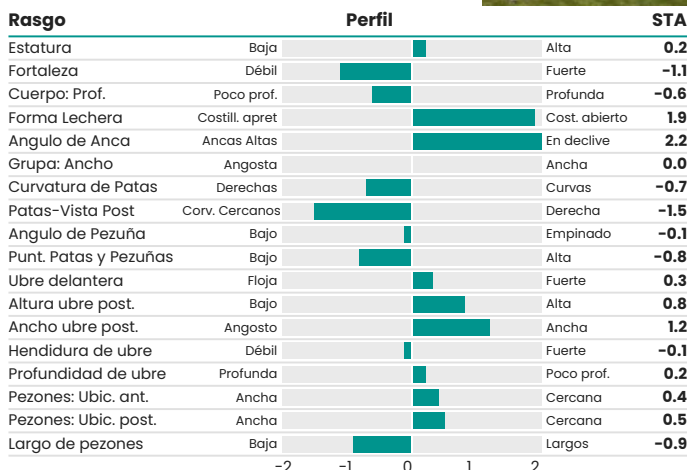 Rasgo Perfil STA
Estatura Baja Alta 0.2
Fortaleza Débil Fuerte -1.1
Cuerpo: Prof. Poco prof. Profunda -0.6
Forma Lechera Costill. apret Cost. abierto 1.9
Angulo de Anca Ancas Altas En declive 2.2
Grupa: Ancho Angosta Ancha 0.0
Curvatura de Patas Derechas Curvas -0.7
Patas-Vista Post Corv. Cercanos Derecha -1.5
Angulo de Pezuña Bajo Empinado -0.1
Punt. Patas y Pezuñas Bajo Alta -0.8
Ubre delantera Floja Fuerte 0.3
Altura ubre post. Bajo Alta 0.8
Ancho ubre post. Angosto Ancha 1.2
Hendidura de ubre Débil Fuerte -0.1
Profundidad de ubre Profunda Poco prof. 0.2
Pezones: Ubic. ant. Ancha Cercana 0.4
Pezones: Ubic. post. Ancha Cercana 0.5
Largo de pezones Baja Largos -0.9
-2 -1 0 1 2